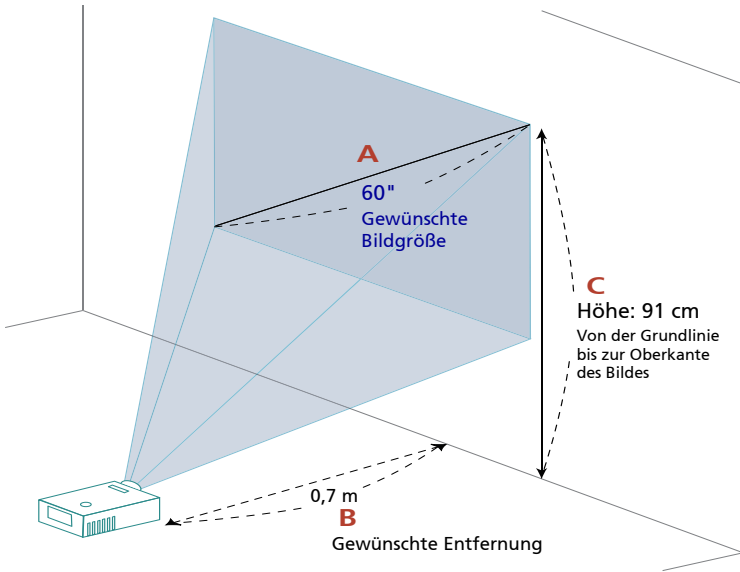 A
60"
Gewünschte
Bildgröße
C
Höhe: 91 cm
Von der Grundlinie
bis zur Oberkante
des Bildes
0,7 m
B
Gewünschte Entfernung